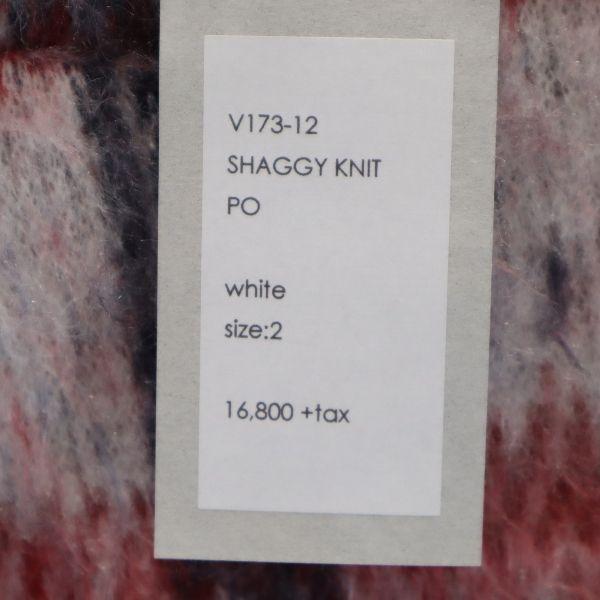 V173-12
SHAGGY KNIT
PO
white
size:2
16,800 +tax